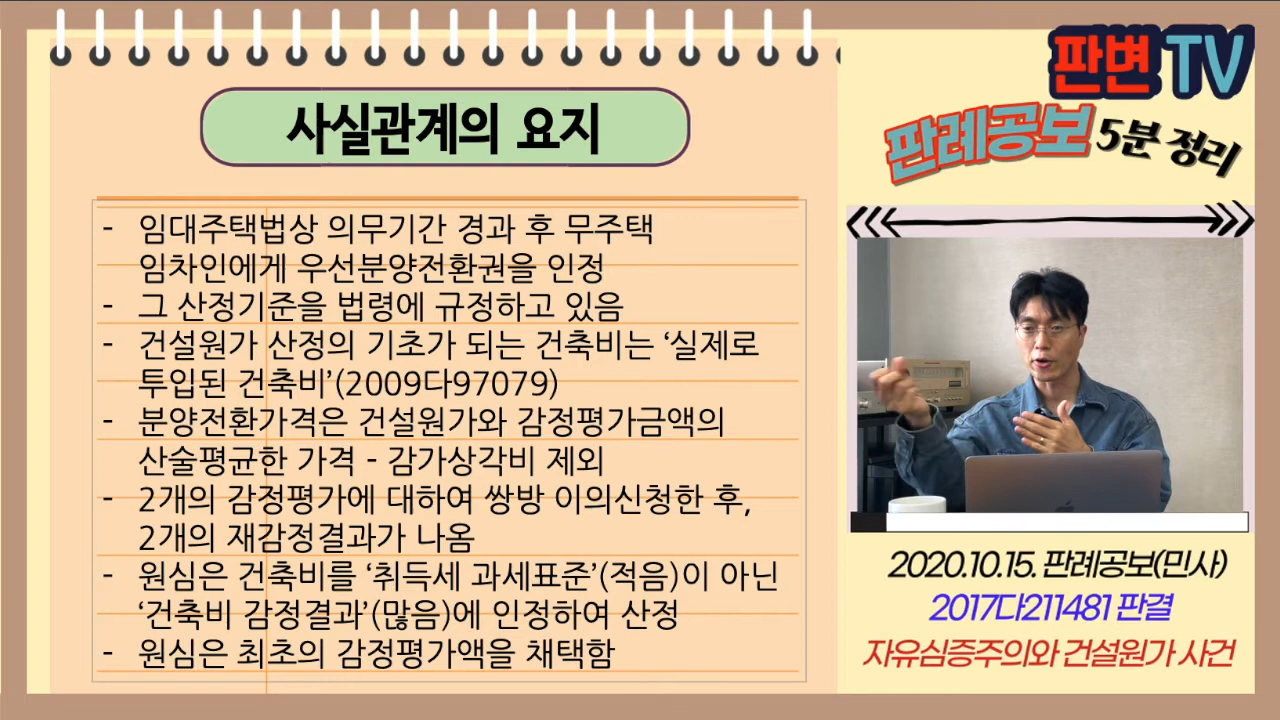 사실관계의 요지
- 임대주택법상 의무기간 경과 후 무주택
임차인에게 우선분양전환권을 인정
- 그 산정기준을 법령에 규정하고 있음
- 건설원가 산정의 기초가 되는 건축비는 ‘실제로
투입된 건축비’(2009다97079)
- 분양전환가격은 건설원가와 감정평가금액의
산술평균한 가격 - 감가상각비 제외
- 2개의 감정평가에 대하여 쌍방 이의신청한 후,
2개의 재감정결과가 나옴
- 원심은 건축비를 ‘취득세 과세표준’(적음)이 아닌
‘건축비 감정결과’(많음)에 인정하여 산정
- 원심은 최초의 감정평가액을 채택함
판변 TV
판례공보 5분 정리
2020.10.15. 판례공보(민사)
2017다211481 판결
자유심증주의와 건설원가 사건